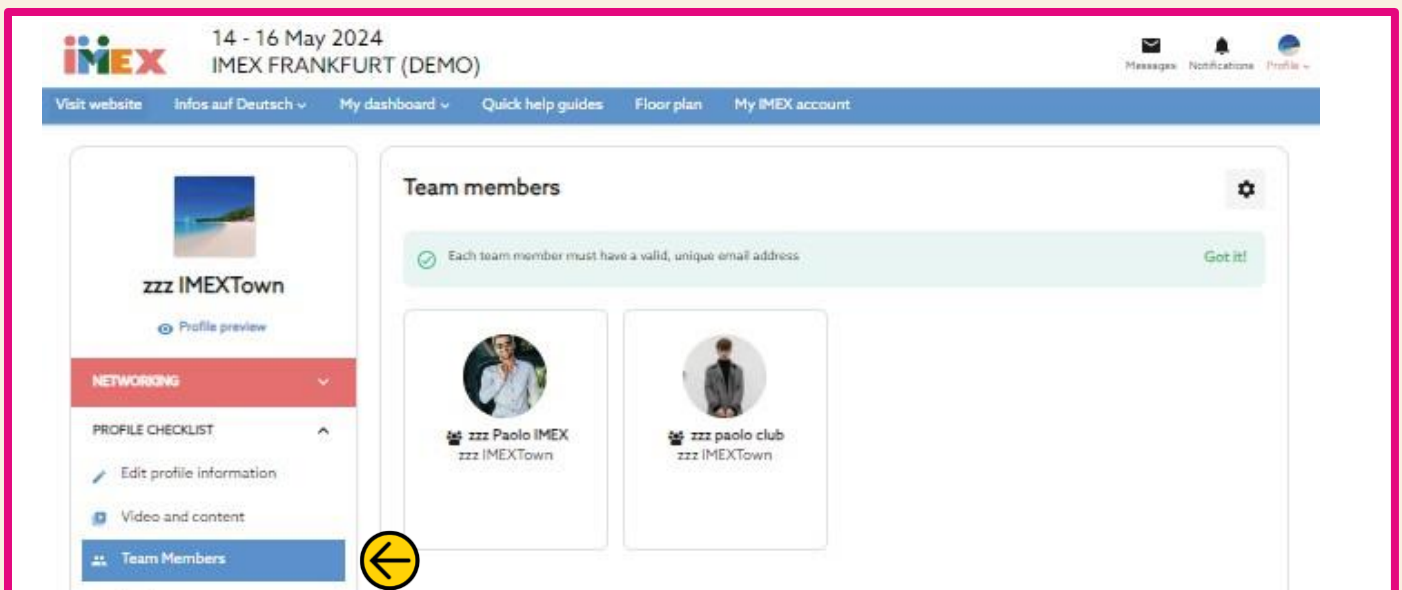 IMEX
14 - 16 May 2024
IMEX FRANKFURT (DEMO)
Messages Notifications Profile
Visit website Infos auf Deutsch My dashboard Quick help guides Floor plan My IMEX account
zzz IMEXTown
Profile preview
NETWORKING
PROFILE CHECKLIST
Edit profile information
Video and content
Team Members
Team members
Each team member must have a valid, unique email address Got it!
zzz Paolo IMEX
zzz IMEXTown
zzz paolo club
zzz IMEXTown